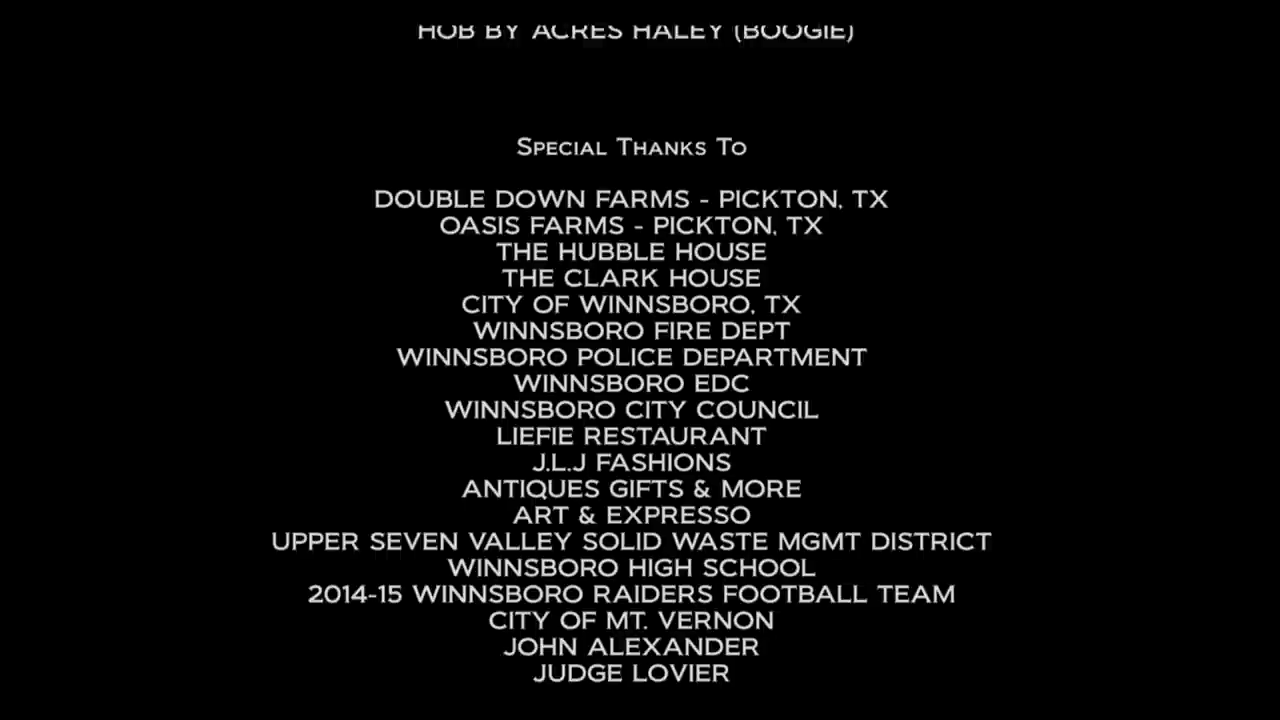 HOB BY ACRES HALEY (BOOGIE)
Special Thanks To
DOUBLE DOWN FARMS - PICKTON, TX
OASIS FARMS - PICKTON, TX
THE HUBBLE HOUSE
THE CLARK HOUSE
CITY OF WINNSBORO, TX
WINNSBORO FIRE DEPT
WINNSBORO POLICE DEPARTMENT
WINNSBORO EDC
WINNSBORO CITY COUNCIL
LIEFIE RESTAURANT
J.L.J FASHIONS
ANTIQUES GIFTS & MORE
ART & EXPRESSO
UPPER SEVEN VALLEY SOLID WASTE MGMT DISTRICT
WINNSBORO HIGH SCHOOL
2014-15 WINNSBORO RAIDERS FOOTBALL TEAM
CITY OF MT. VERNON
JOHN ALEXANDER
JUDGE LOVIER